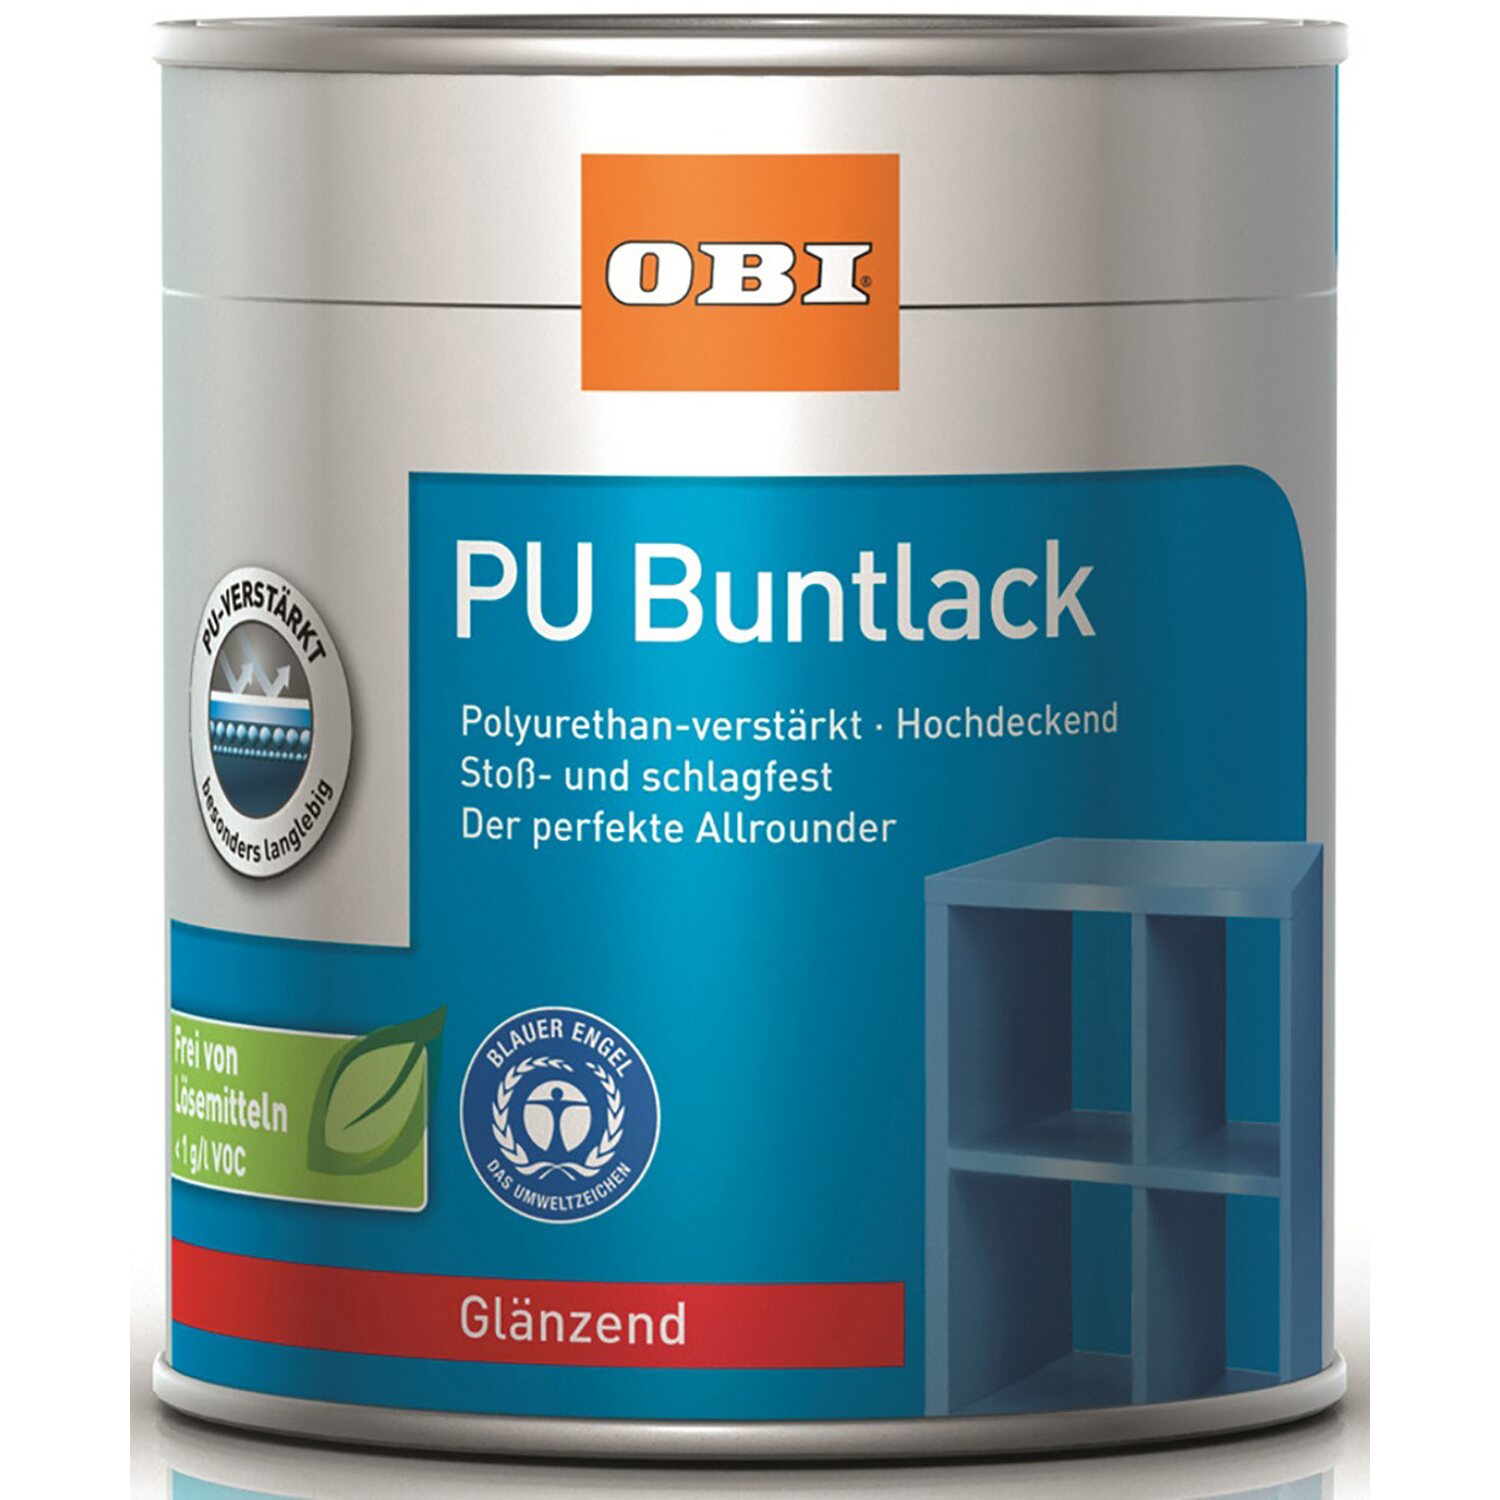 OBI®
PU Buntlack
Polyurethan-verstärkt · Hochdeckend
Stoß- und schlagfest
Der perfekte Allrounder
PU-VERSTÄRKT
besonders langlebig
Frei von
Lösemitteln
< 1 g/l VOC
BLAUER ENGEL
DAS UMWELTZEICHEN
Glänzend